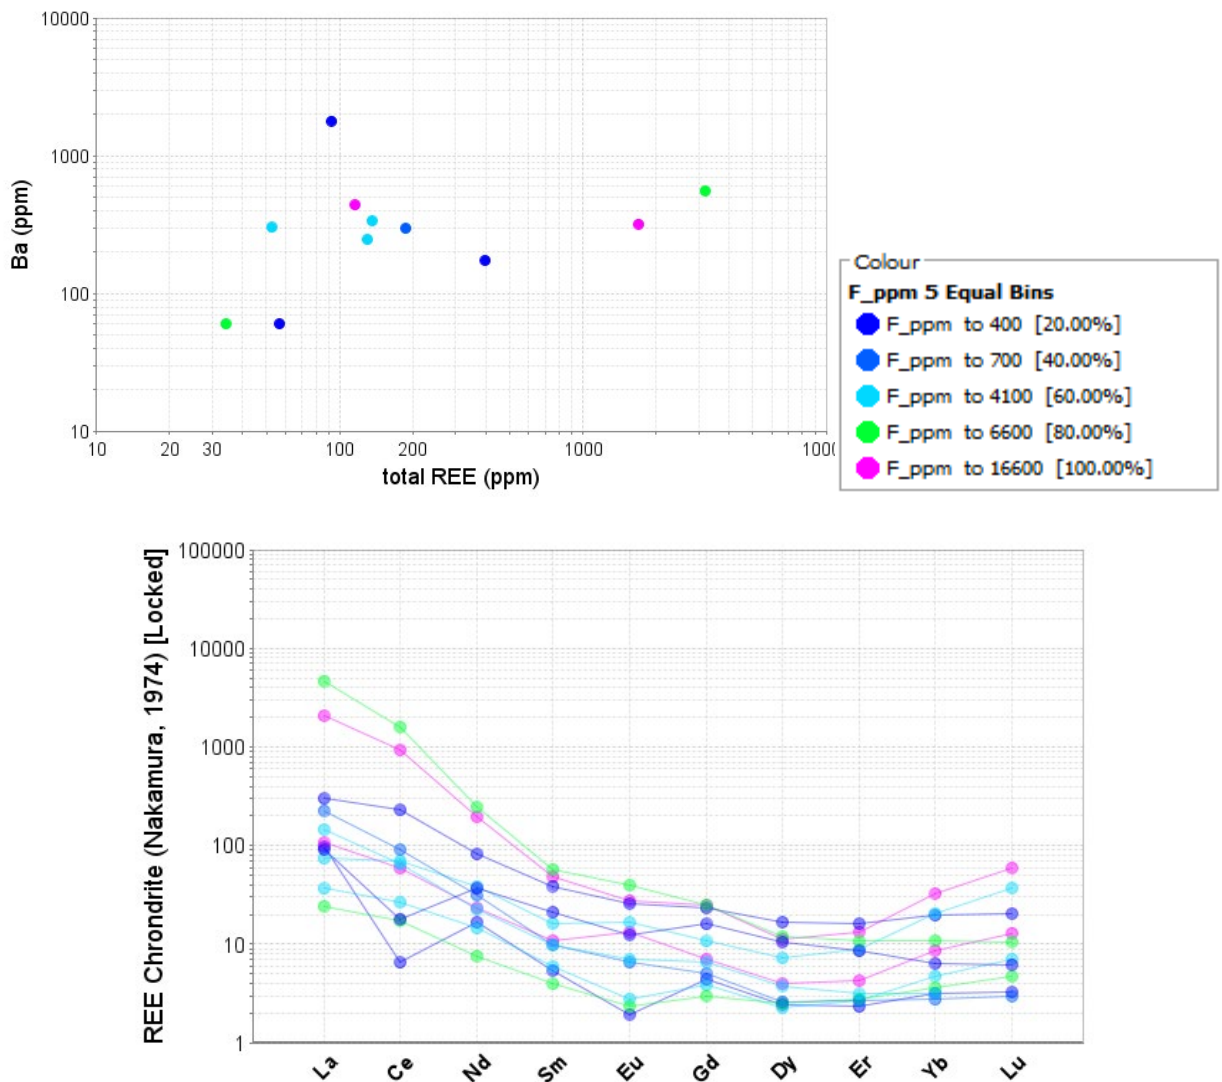 10000
1000
100
10
Ba (ppm)
10 20 30 100 200 1000 1000
total REE (ppm)
Colour
F_ppm 5 Equal Bins
F_ppm to 400 [20.00%]
F_ppm to 700 [40.00%]
F_ppm to 4100 [60.00%]
F_ppm to 6600 [80.00%]
F_ppm to 16600 [100.00%]
REE Chrondrite (Nakamura, 1974) [Locked]
100000
10000
1000
100
10
1
La Ce Nd Sm Eu Gd Dy Er Yb Lu